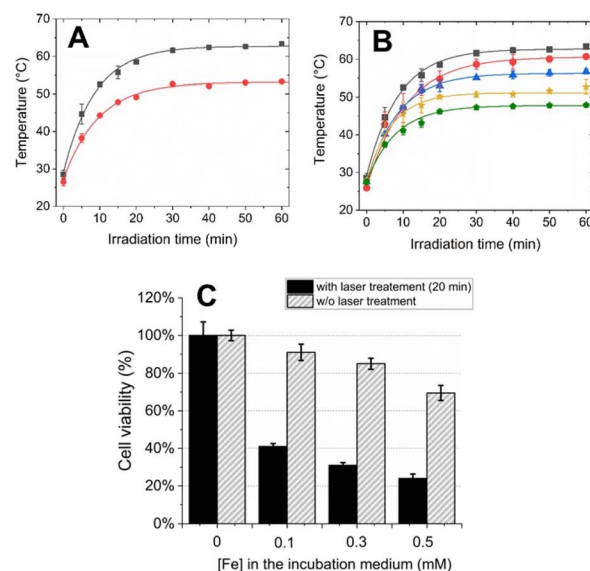 A
Temperature (°C)
70
60
50
40
30
20
0 10 20 30 40 50 60
Irradiation time (min)
B
Temperature (°C)
70
60
50
40
30
20
0 10 20 30 40 50 60
Irradiation time (min)
C
with laser treatement (20 min)
w/o laser treatment
Cell viability (%)
120%
100%
80%
60%
40%
20%
0%
0 0.1 0.3 0.5
[Fe] in the incubation medium (mM)